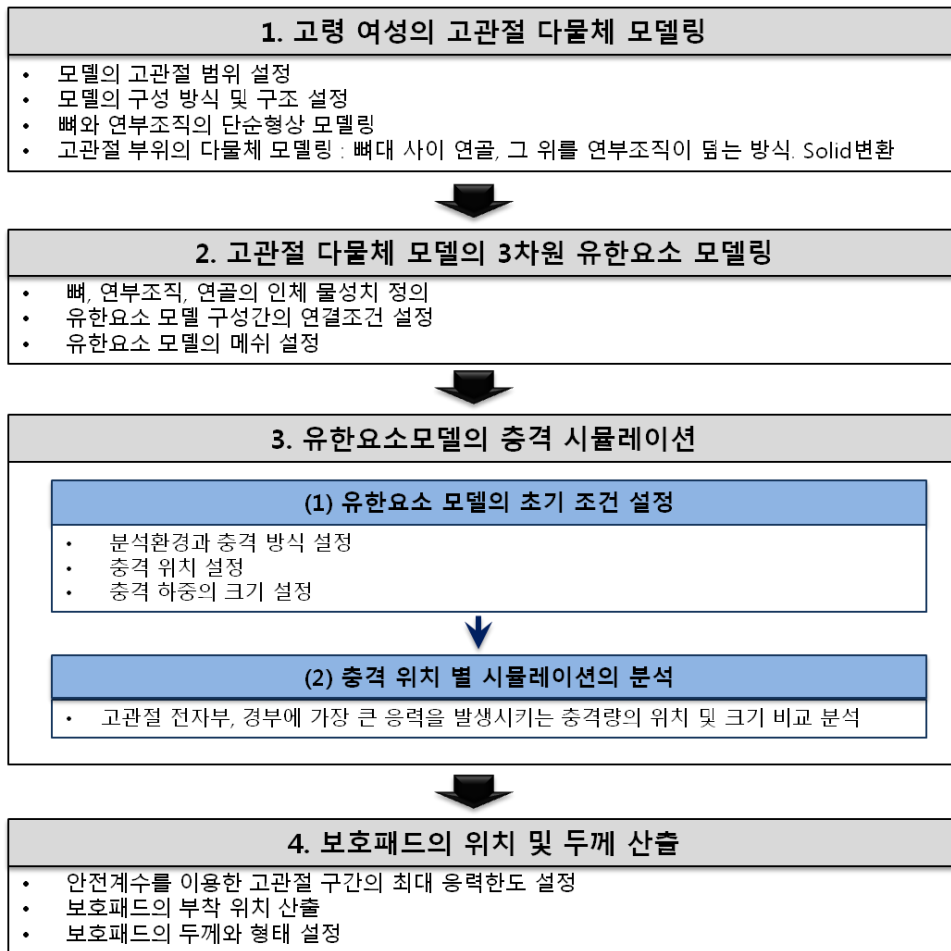 1. 고령 여성의 고관절 다물체 모델링
• 모델의 고관절 범위 설정
• 모델의 구성 방식 및 구조 설정
• 뼈와 연부조직의 단순형상 모델링
• 고관절 부위의 다물체 모델링 : 뼈대 사이 연골, 그 위를 연부조직이 덮는 방식. Solid변환
2. 고관절 다물체 모델의 3차원 유한요소 모델링
• 뼈, 연부조직, 연골의 인체 물성치 정의
• 유한요소 모델 구성간의 연결조건 설정
• 유한요소 모델의 메쉬 설정
3. 유한요소모델의 충격 시뮬레이션
(1) 유한요소 모델의 초기 조건 설정
• 분석환경과 충격 방식 설정
• 충격 위치 설정
• 충격 하중의 크기 설정
(2) 충격 위치 별 시뮬레이션의 분석
• 고관절 전자부, 경부에 가장 큰 응력을 발생시키는 충격량의 위치 및 크기 비교 분석
4. 보호패드의 위치 및 두께 산출
• 안전계수를 이용한 고관절 구간의 최대 응력한도 설정
• 보호패드의 부착 위치 산출
• 보호패드의 두께와 형태 설정